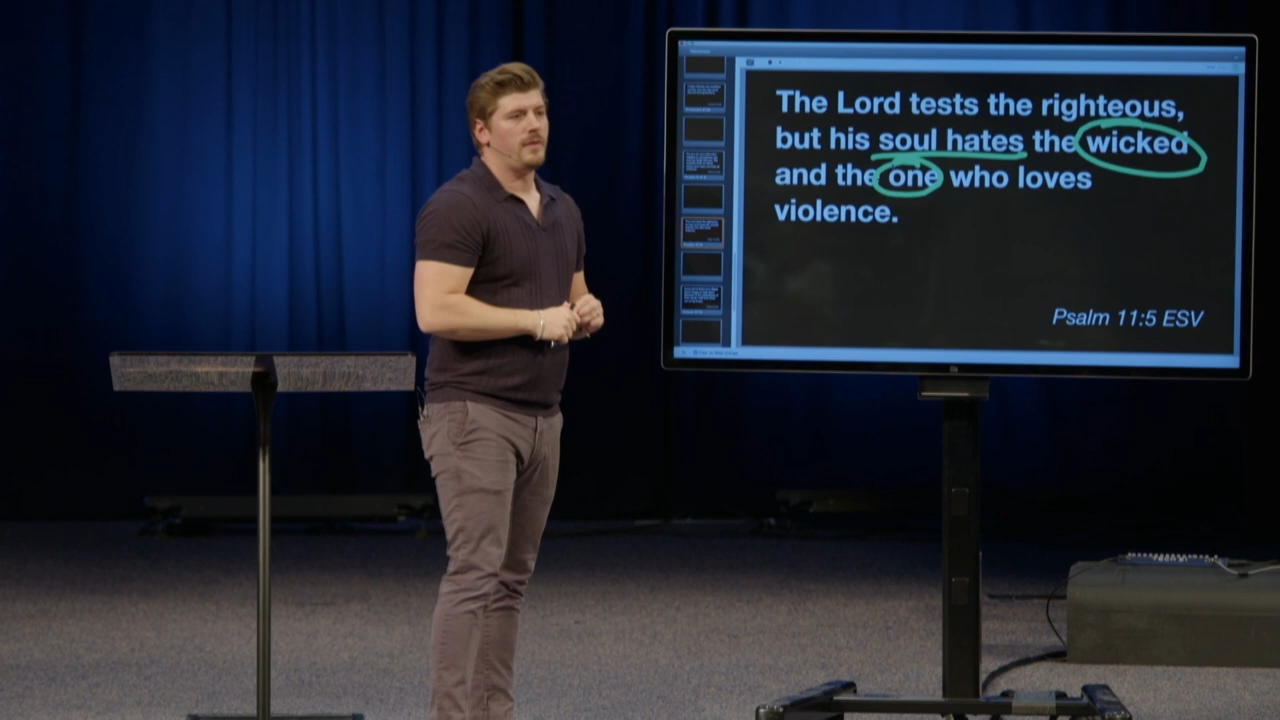 The Lord tests the righteous,
but his soul hates the wicked
and the one who loves
violence.
Psalm 11:5 ESV